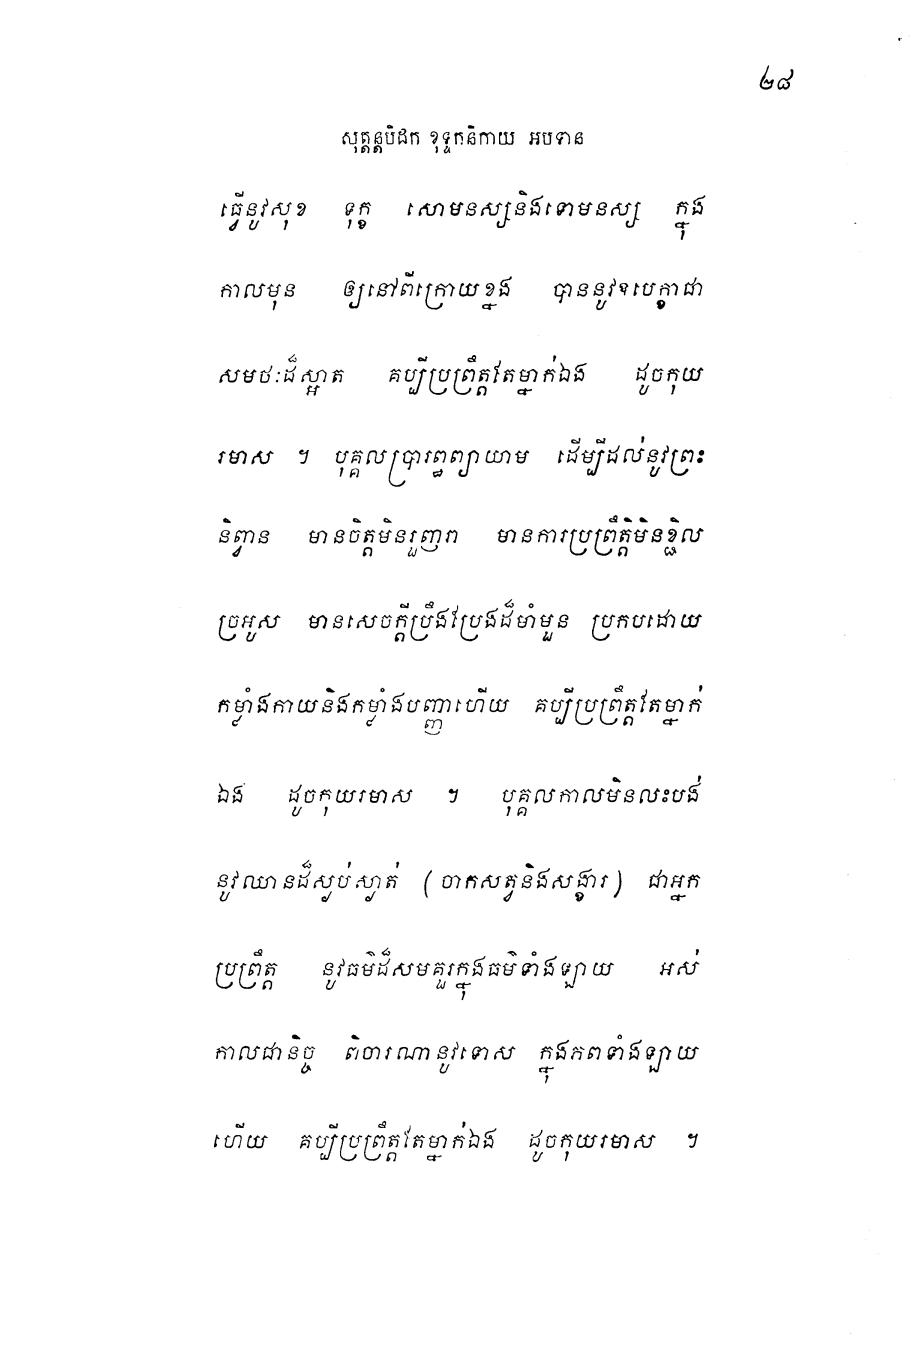 ២៨
សុត្តន្តបិដក ខុទ្ទកនិកាយ អបទាន
ធ្វើនូវសុខ ទុក្ខ សោមនស្សនិងទោមនស្ស ក្នុង
កាលមុន ឲ្យនៅពីក្រោយខ្នង បាននូវឧបេក្ខាជា
សមថៈដ៏ស្អាត គប្បីប្រព្រឹត្តតែម្នាក់ឯង ដូចកុយ
រមាស ។ បុគ្គលប្រារព្ធព្យាយាម ដើម្បីដល់នូវព្រះ
និព្វាន មានចិត្តមិនរួញរា មានការប្រព្រឹត្តិមិនខ្ជិល
ច្រអូស មានសេចក្តីប្រឹងប្រែងដ៏មាំមួន ប្រកបដោយ
កម្លាំងកាយនិងកម្លាំងបញ្ញាហើយ គប្បីប្រព្រឹត្តតែម្នាក់
ឯង ដូចកុយរមាស ។ បុគ្គលកាលមិនលះបង់
នូវឈានដ៏ស្ងប់ស្ងាត់ (ចាកសត្វនិងសង្ខារ) ជាអ្នក
ប្រព្រឹត្ត នូវធម៌ដ៏សមគួរក្នុងធម៌ទាំងឡាយ អស់
កាលជានិច្ច ពិចារណានូវទោស ក្នុងភពទាំងឡាយ
ហើយ គប្បីប្រព្រឹត្តតែម្នាក់ឯង ដូចកុយរមាស ។